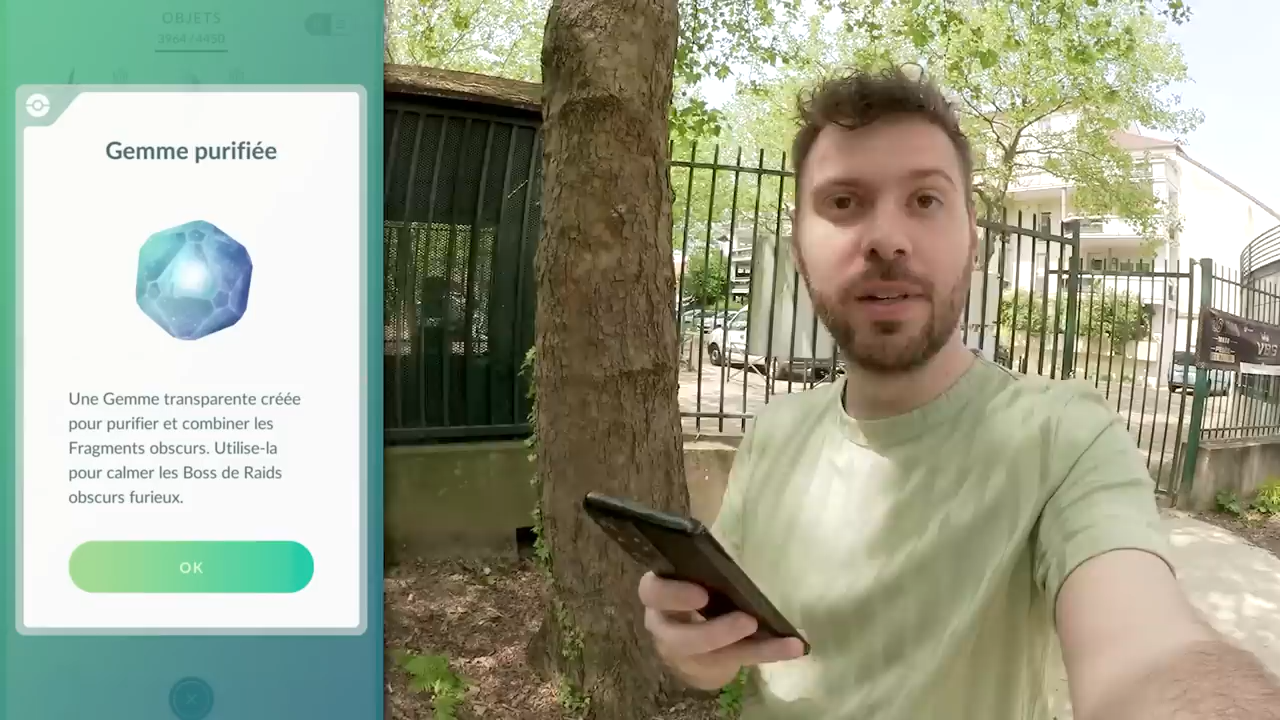 OBJETS
3964 / 4450
Gemme purifiée
Une Gemme transparente créée
pour purifier et combiner les
Fragments obscurs. Utilise-la
pour calmer les Boss de Raids
obscurs furieux.
OK
VBS